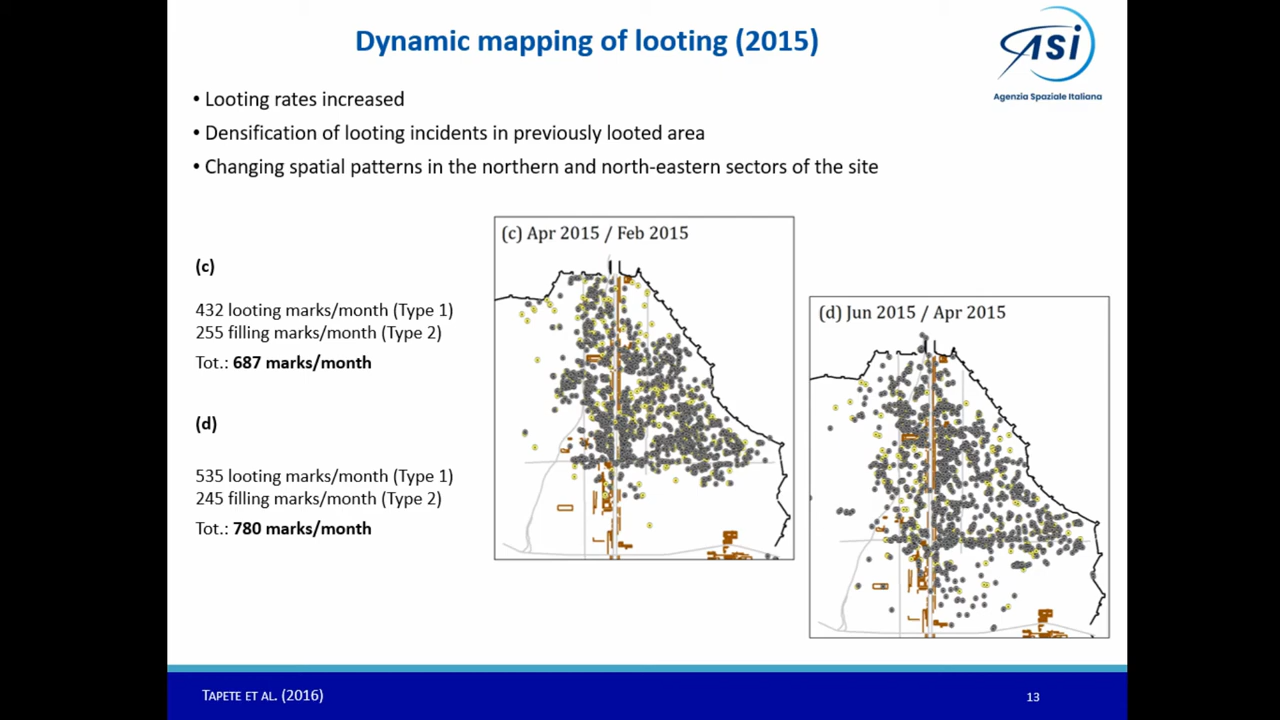 Dynamic mapping of looting (2015)
ASI
Agenzia Spaziale Italiana
• Looting rates increased
• Densification of looting incidents in previously looted area
• Changing spatial patterns in the northern and north-eastern sectors of the site
(c)
432 looting marks/month (Type 1)
255 filling marks/month (Type 2)
Tot.: 687 marks/month
(d)
535 looting marks/month (Type 1)
245 filling marks/month (Type 2)
Tot.: 780 marks/month
(c) Apr 2015 / Feb 2015
(d) Jun 2015 / Apr 2015
TAPETE ET AL. (2016)
13